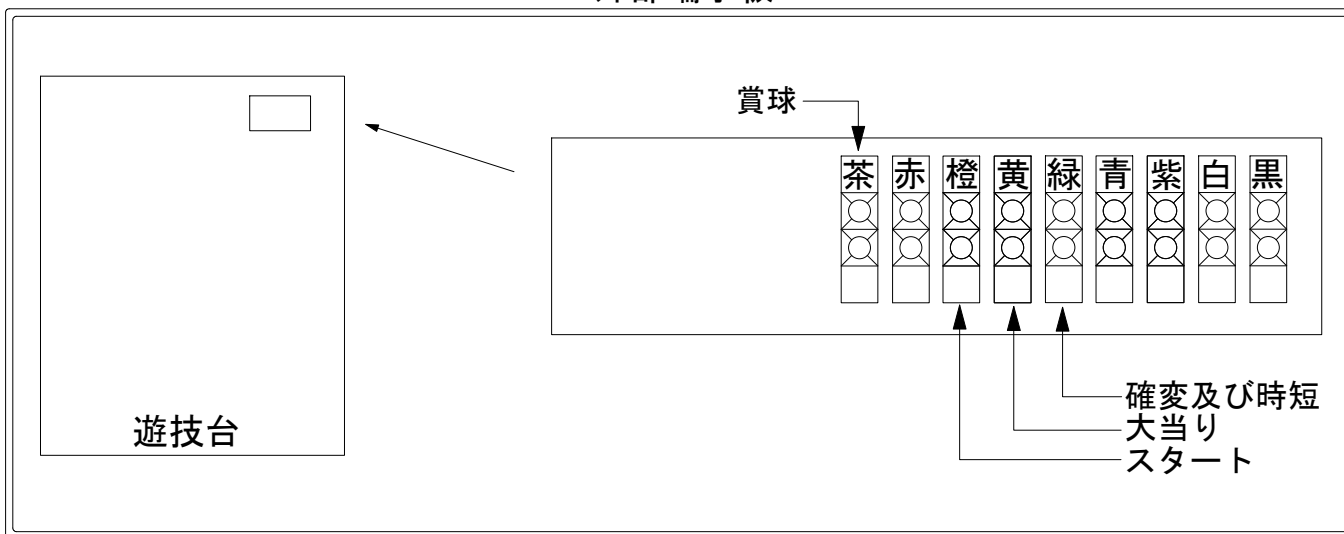 賞球
茶 赤 橙 黄 緑 青 紫 白 黒
遊技台
確変及び時短
大当り
スタート